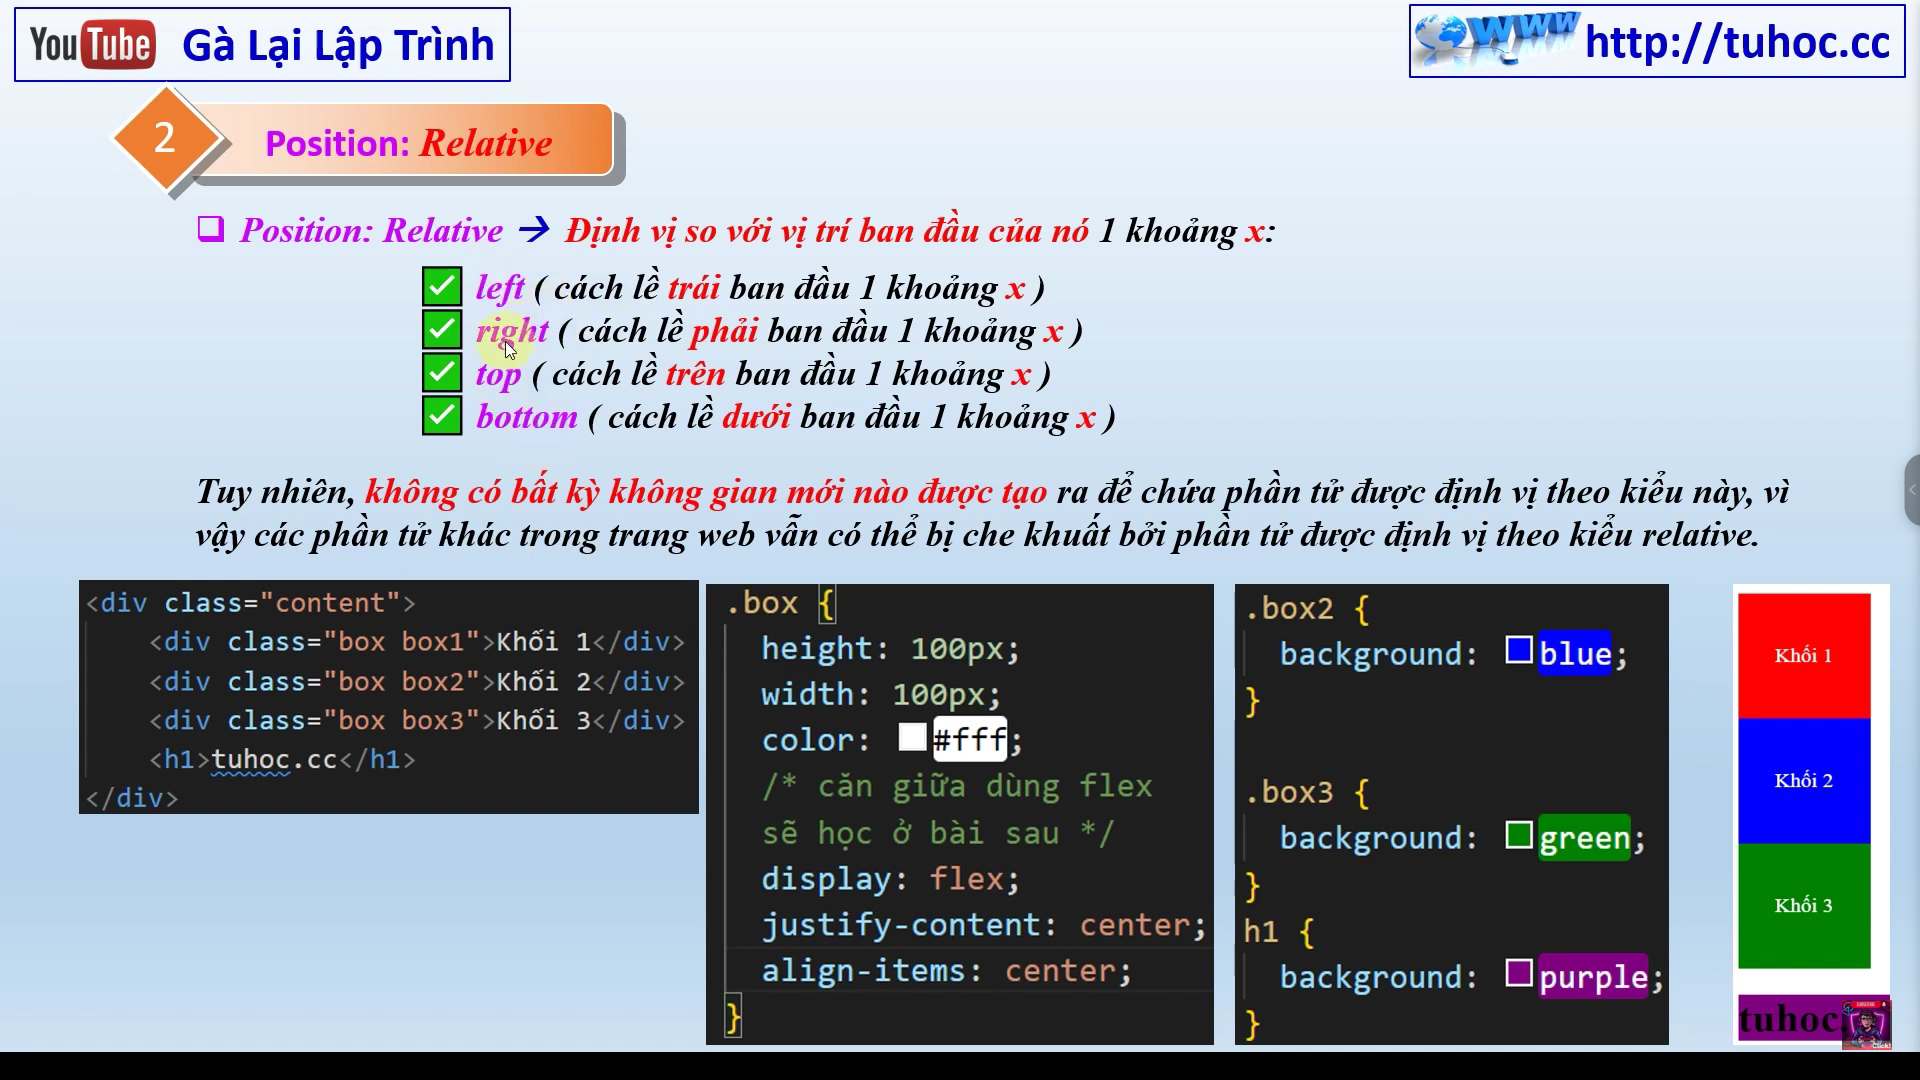 YouTube Gà Lại Lập Trình
http://tuhoc.cc
2 Position: Relative
Position: Relative → Định vị so với vị trí ban đầu của nó 1 khoảng x:
left ( cách lề trái ban đầu 1 khoảng x )
right ( cách lề phải ban đầu 1 khoảng x )
top ( cách lề trên ban đầu 1 khoảng x )
bottom ( cách lề dưới ban đầu 1 khoảng x )
Tuy nhiên, không có bất kỳ không gian mới nào được tạo ra để chứa phần tử được định vị theo kiểu này, vì
vậy các phần tử khác trong trang web vẫn có thể bị che khuất bởi phần tử được định vị theo kiểu relative.
<div class="content">
<div class="box box1">Khối 1</div>
<div class="box box2">Khối 2</div>
<div class="box box3">Khối 3</div>
<h1>tuhoc.cc</h1>
</div>
.box {
height: 100px;
width: 100px;
color: #fff;
/* căn giữa dùng flex
sẽ học ở bài sau */
display: flex;
justify-content: center;
align-items: center;
}
.box2 {
background: blue;
}
.box3 {
background: green;
}
h1 {
background: purple;
}
Khối 1
Khối 2
Khối 3
tuhoc